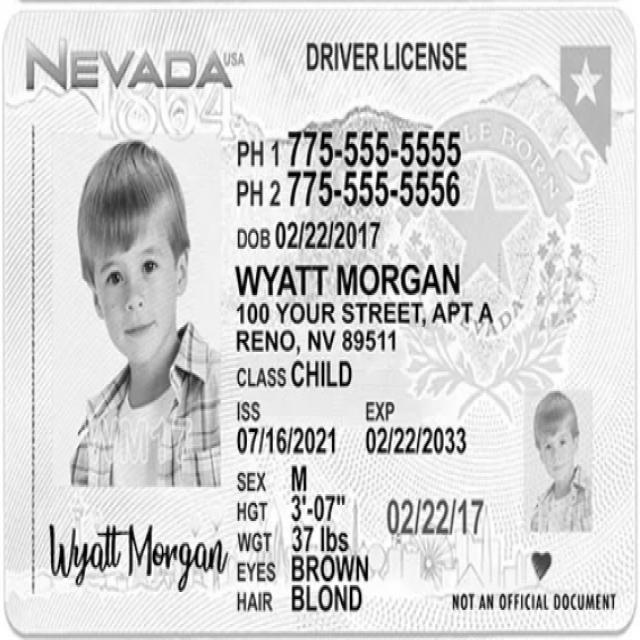 NEVADA USA DRIVER LICENSE
1864
PH 1 775-555-5555
PH 2 775-555-5556
DOB 02/22/2017
WYATT MORGAN
100 YOUR STREET, APT A
RENO, NV 89511
CLASS CHILD
ISS EXP
07/16/2021 02/22/2033
SEX M
HGT 3'-07"
WGT 37 lbs
EYES BROWN
HAIR BLOND
WM17
Wyatt Morgan
02/22/17
NOT AN OFFICIAL DOCUMENT
BORN